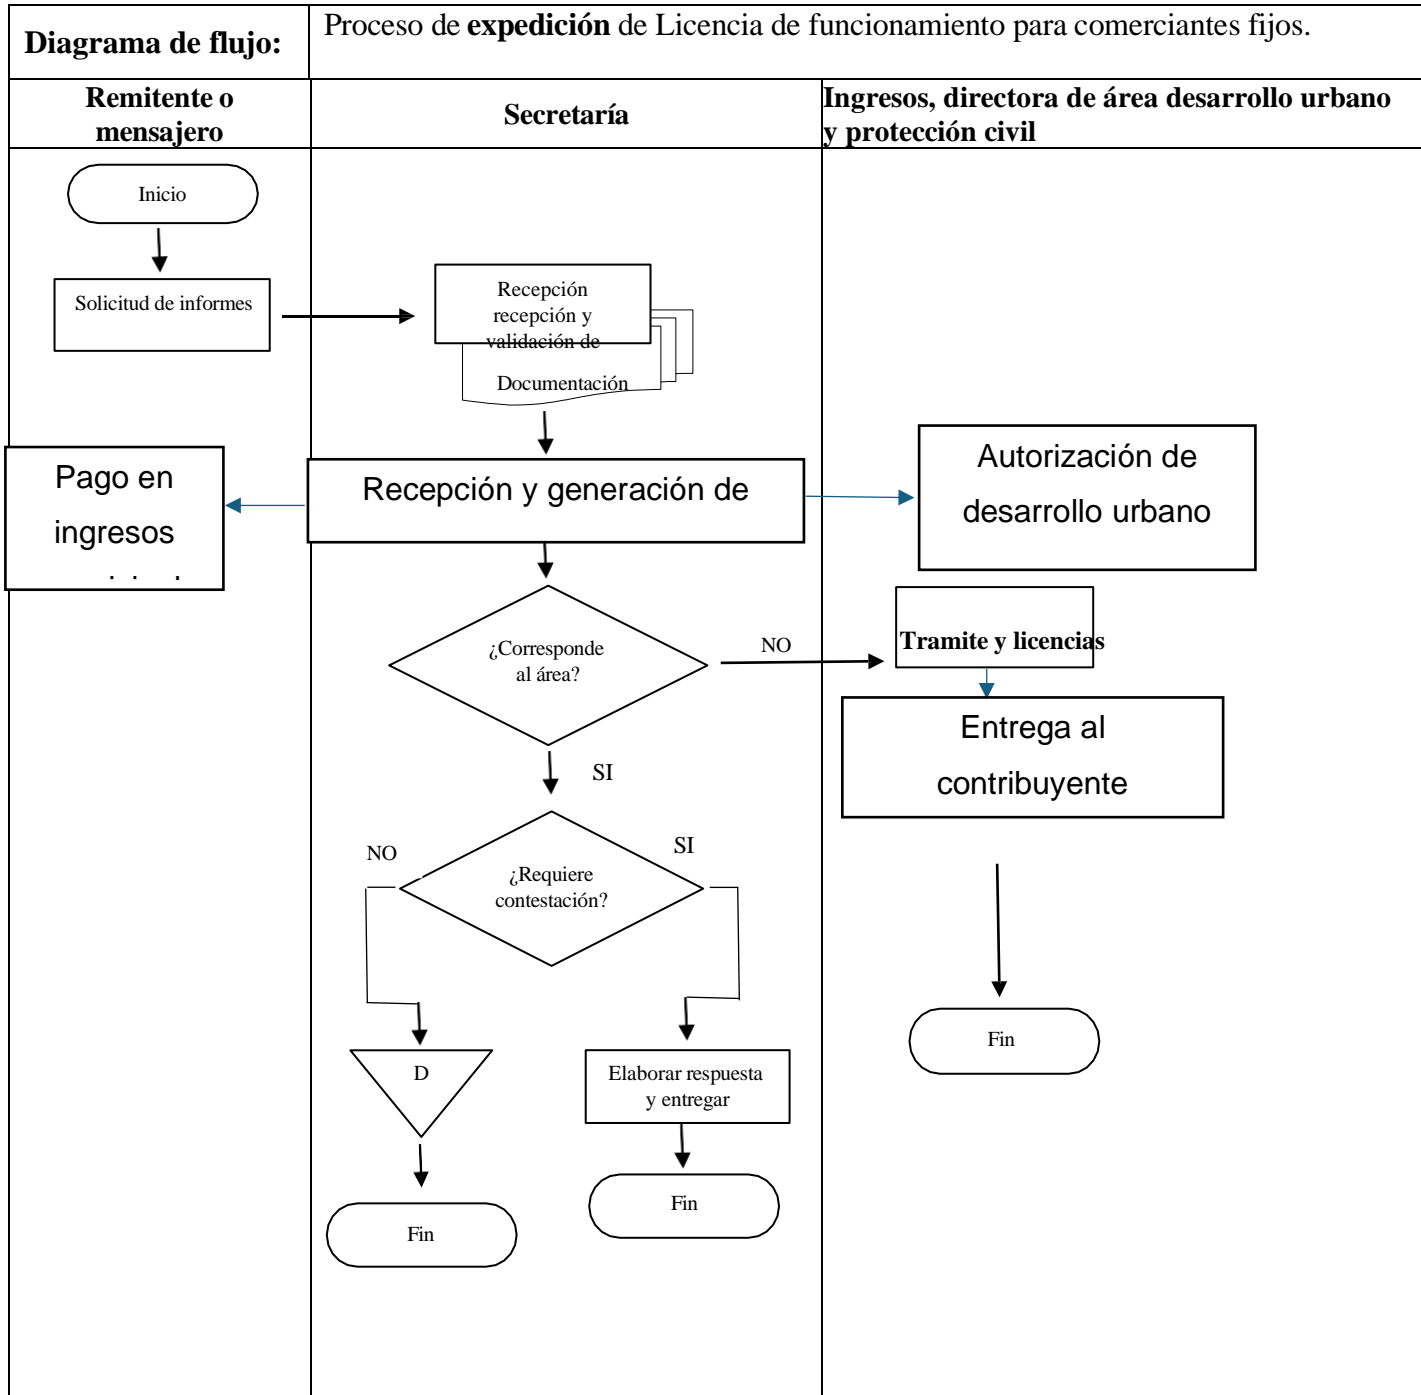 Diagrama de flujo:
Proceso de expedición de Licencia de funcionamiento para comerciantes fijos.
Remitente o
mensajero
Secretaría
Ingresos, directora de área desarrollo urbano
y protección civil
Inicio
Solicitud de informes
Recepción
recepción y
validación de
Documentación
Pago en
ingresos
Recepción y generación de
Autorización de
desarrollo urbano
¿Corresponde
al área?
NO
Tramite y licencias
Entrega al
contribuyente
SI
NO
SI
¿Requiere
contestación?
D
Elaborar respuesta
y entregar
Fin
Fin
Fin